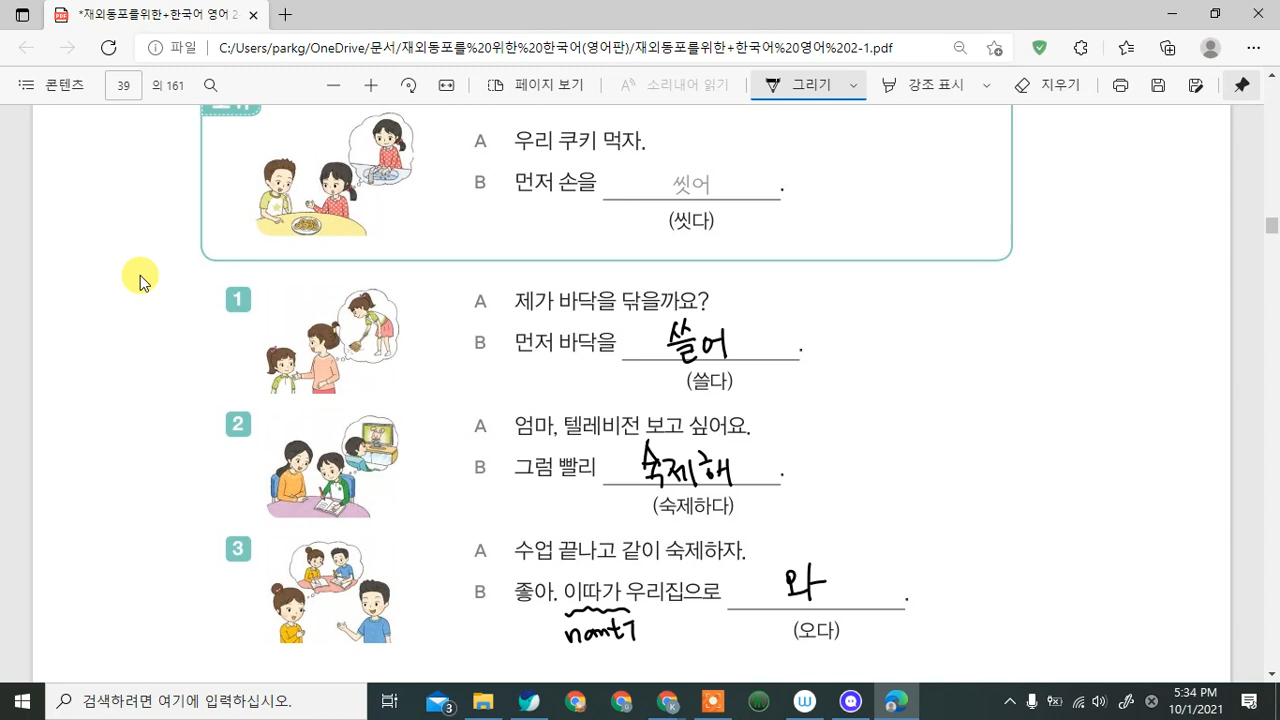 *재외동포를위한+한국어 영어 2-
파일 C:/Users/parkg/OneDrive/문서/재외동포를%20위한%20한국어(영어판)/재외동포를위한+한국어%20영어%202-1.pdf
콘텐츠 39 의 161 페이지 보기 소리내어 읽기 그리기 강조 표시 지우기
A 우리 쿠키 먹자.
B 먼저 손을 씻어.
(씻다)
1 A 제가 바닥을 닦을까요?
B 먼저 바닥을 쓸어.
(쓸다)
2 A 엄마, 텔레비전 보고 싶어요.
B 그럼 빨리 숙제해.
(숙제하다)
3 A 수업 끝나고 같이 숙제하자.
B 좋아. 이따가 우리집으로 와.
(오다)
검색하려면 여기에 입력하십시오.
3
5:34 PM
10/1/2021